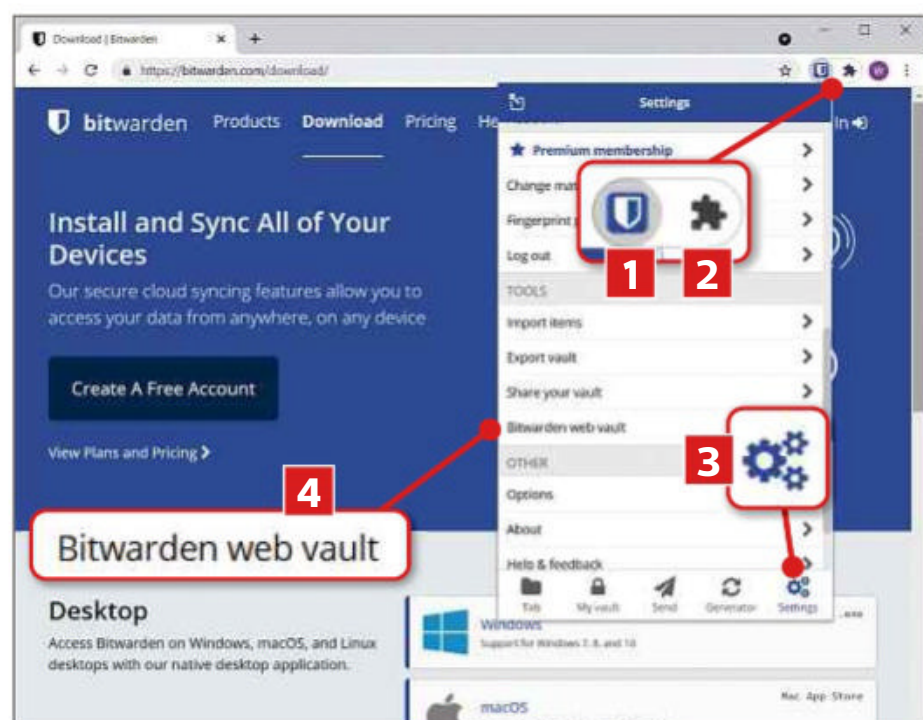 Download | Bitwarden
https://bitwarden.com/download/
bitwarden Products Download Pricing He
In
Install and Sync All of Your
Devices
Our secure cloud syncing features allow you to
access your data from anywhere, on any device
Create A Free Account
View Plans and Pricing
Settings
Premium membership
Change mas
Fingerprint p
Log out
1
2
TOOLS
Import items
Export vault
Share your vault
Bitwarden web vault
3
OTHER
Options
About
Help & feedback
Tab My vault Send Generator Settings
4
Bitwarden web vault
Desktop
Access Bitwarden on Windows, macOS, and Linux
desktops with our native desktop application.
Windows
.exe
Support for Windows 7, 8, and 10
macOS
Mac App Store